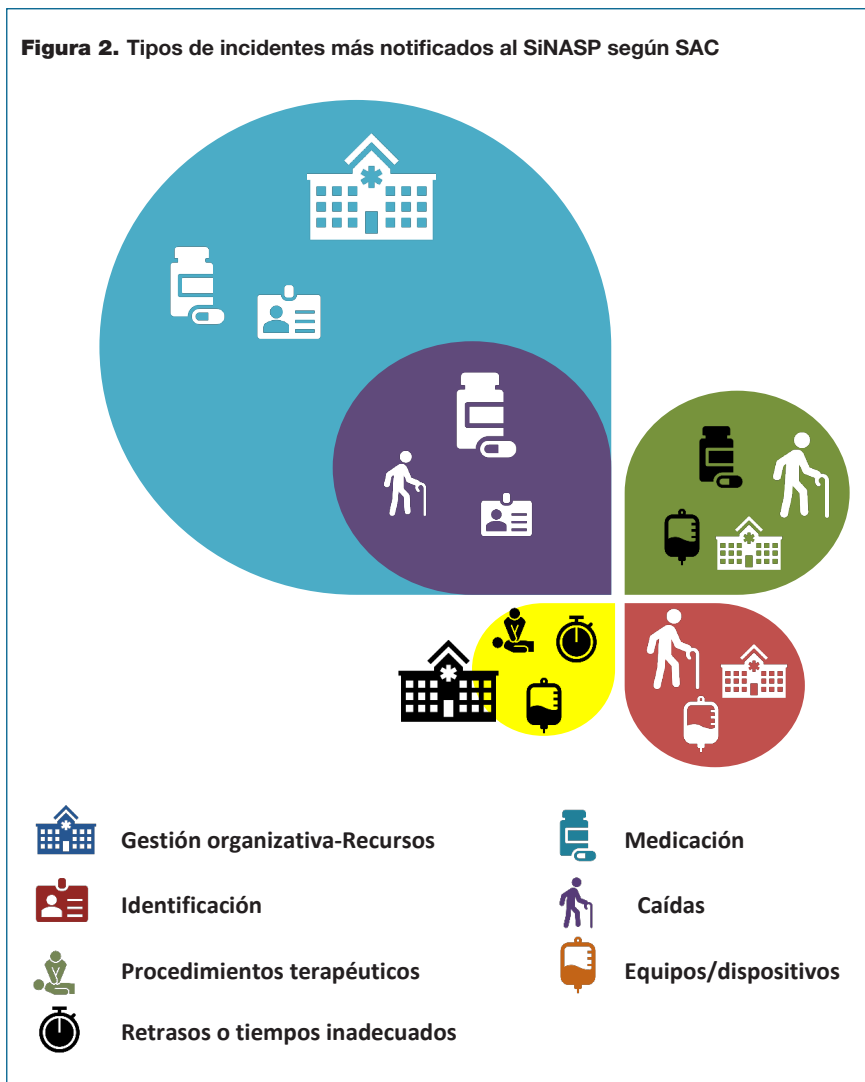 Figura 2. Tipos de incidentes más notificados al SiNASP según SAC
Gestión organizativa-Recursos
Medicación
Identificación
Caídas
Procedimientos terapéuticos
Equipos/dispositivos
Retrasos o tiempos inadecuados